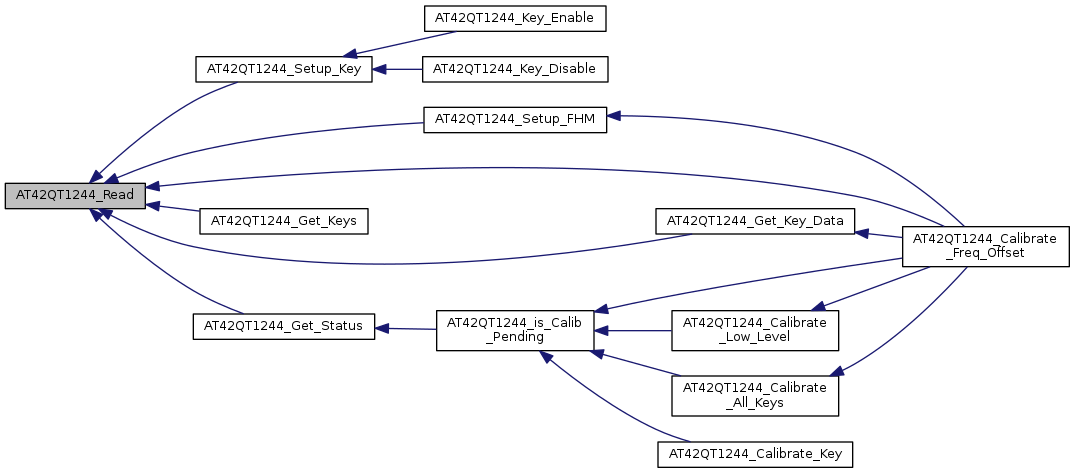 AT42QT1244_Key_Enable
AT42QT1244_Setup_Key
AT42QT1244_Key_Disable
AT42QT1244_Setup_FHM
AT42QT1244_Read
AT42QT1244_Get_Keys
AT42QT1244_Get_Key_Data
AT42QT1244_Calibrate
_Freq_Offset
AT42QT1244_Get_Status
AT42QT1244_is_Calib
_Pending
AT42QT1244_Calibrate
_Low_Level
AT42QT1244_Calibrate
_All_Keys
AT42QT1244_Calibrate_Key